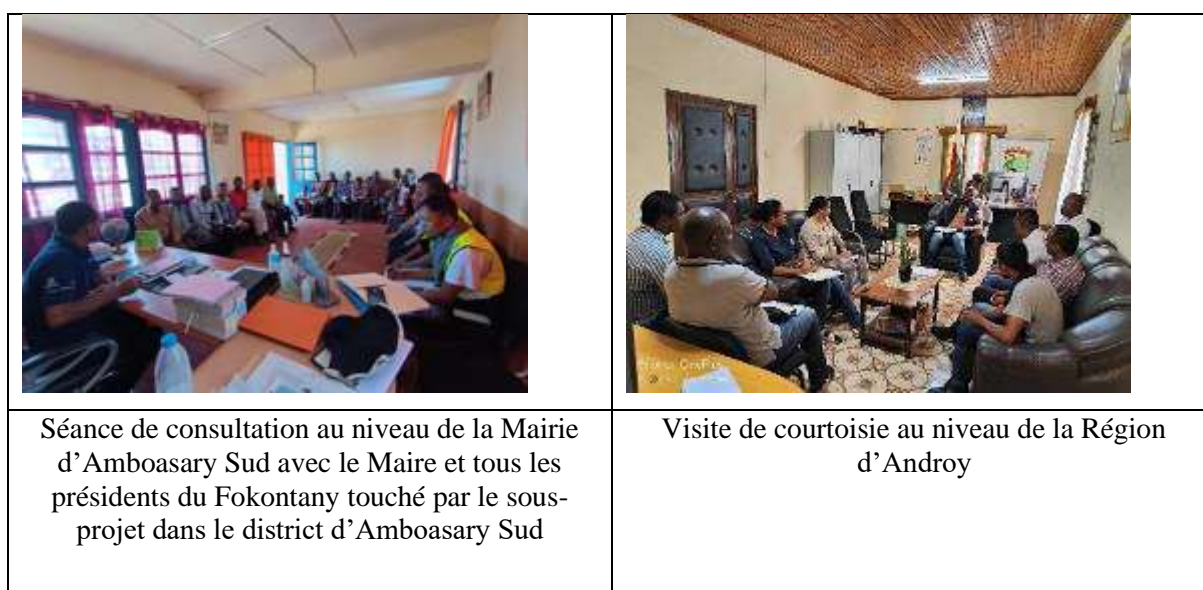 Séance de consultation au niveau de la Mairie
d’Amboasary Sud avec le Maire et tous les
présidents du Fokontany touché par le sous-
projet dans le district d’Amboasary Sud
Visite de courtoisie au niveau de la Région
d’Androy